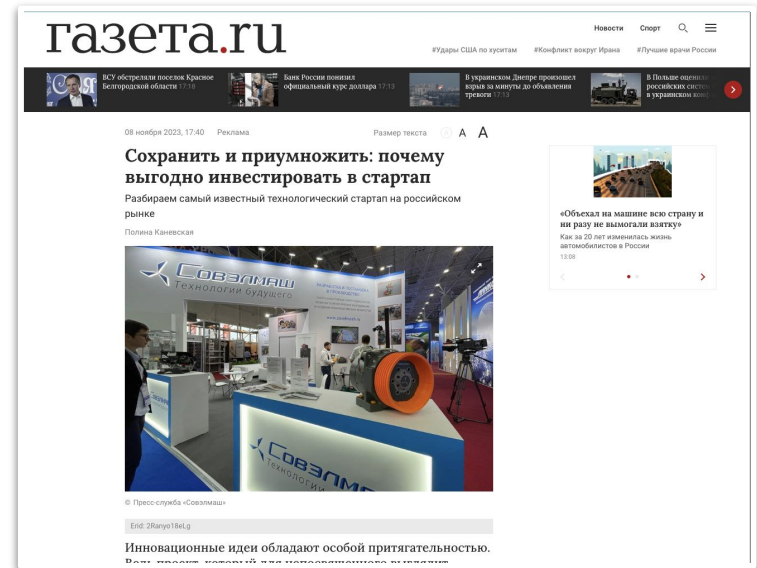 газета.ru
Новости Спорт
#Удары США по хуситам #Конфликт вокруг Ирана #Лучшие врачи России
ВСУ обстреляли поселок Красное
Белгородской области 17:18
Банк России понизил
официальный курс доллара 17:13
В украинском Днепре произошел
взрыв за минуты до объявления
тревоги 17:13
В Польше оценили
российских систем
в украинском
08 ноября 2023, 17:40 Реклама
Размер текста А А
Сохранить и приумножить: почему
выгодно инвестировать в стартап
Разбираем самый известный технологический стартап на российском
рынке
Полина Каневская
«Объехал на машине всю страну и
ни разу не вымогали взятку»
Как за 20 лет изменилась жизнь
автомобилистов в России
13:08
Совэлмаш
Технологии будущего
Совэлмаш
Технологии
© Пресс-служба «Совэлмаш»
Erid: 2Ranyo18eLg
Инновационные идеи обладают особой притягательностью.